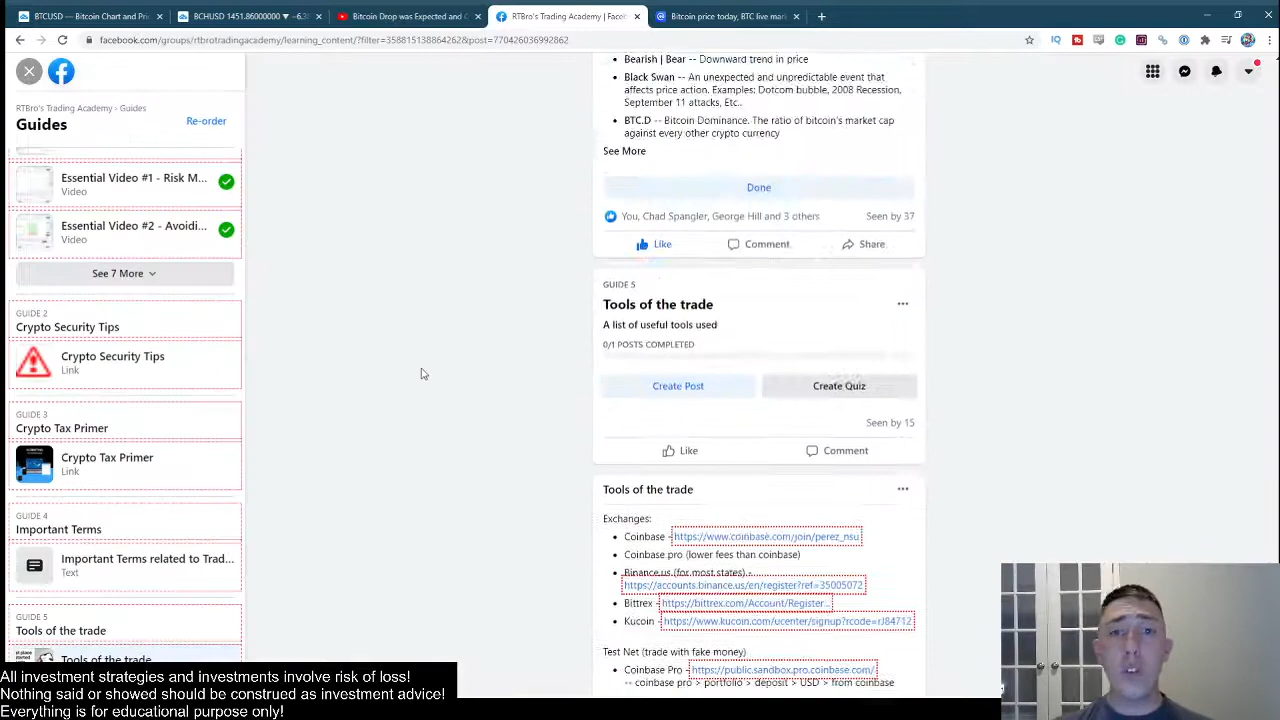 BTCUSD — Bitcoin Chart and Pric
BCHUSD 1451.86000000 ▼ −6.3
Bitcoin Drop was Expected and C
RTBro's Trading Academy | Faceb
Bitcoin price today, BTC live mark
facebook.com/groups/rtbrotradingacademy/learning_content/?filter=358815138864262&post=770426036992862
RTBro's Trading Academy › Guides
Guides
Re-order
Essential Video #1 - Risk M...
Video
Essential Video #2 - Avoidi...
Video
See 7 More
GUIDE 2
Crypto Security Tips
Crypto Security Tips
Link
GUIDE 3
Crypto Tax Primer
Crypto Tax Primer
Link
GUIDE 4
Important Terms
Important Terms related to Trad...
Text
GUIDE 5
Tools of the trade
Tools of the trade
Bearish | Bear -- Downward trend in price
Black Swan -- An unexpected and unpredictable event that
affects price action. Examples: Dotcom bubble, 2008 Recession,
September 11 attacks, Etc..
BTC.D -- Bitcoin Dominance. The ratio of bitcoin's market cap
against every other crypto currency
See More
Done
You, Chad Spangler, George Hill and 3 others
Seen by 37
Like
Comment
Share
GUIDE 5
Tools of the trade
A list of useful tools used
0/1 POSTS COMPLETED
Create Post
Create Quiz
Seen by 15
Like
Comment
Tools of the trade
Exchanges:
Coinbase - https://www.coinbase.com/join/perez_nsu
Coinbase pro (lower fees than coinbase)
Binance.us (for most states) -
https://accounts.binance.us/en/register?ref=35005072
Bittrex - https://bittrex.com/Account/Register...
Kucoin - https://www.kucoin.com/ucenter/signup?rcode=rJ84712
Test Net (trade with fake money)
Coinbase Pro - https://public.sandbox.pro.coinbase.com/
-- coinbase pro > portfolio > deposit > USD > from coinbase
All investment strategies and investments involve risk of loss!
Nothing said or showed should be construed as investment advice!
Everything is for educational purpose only!